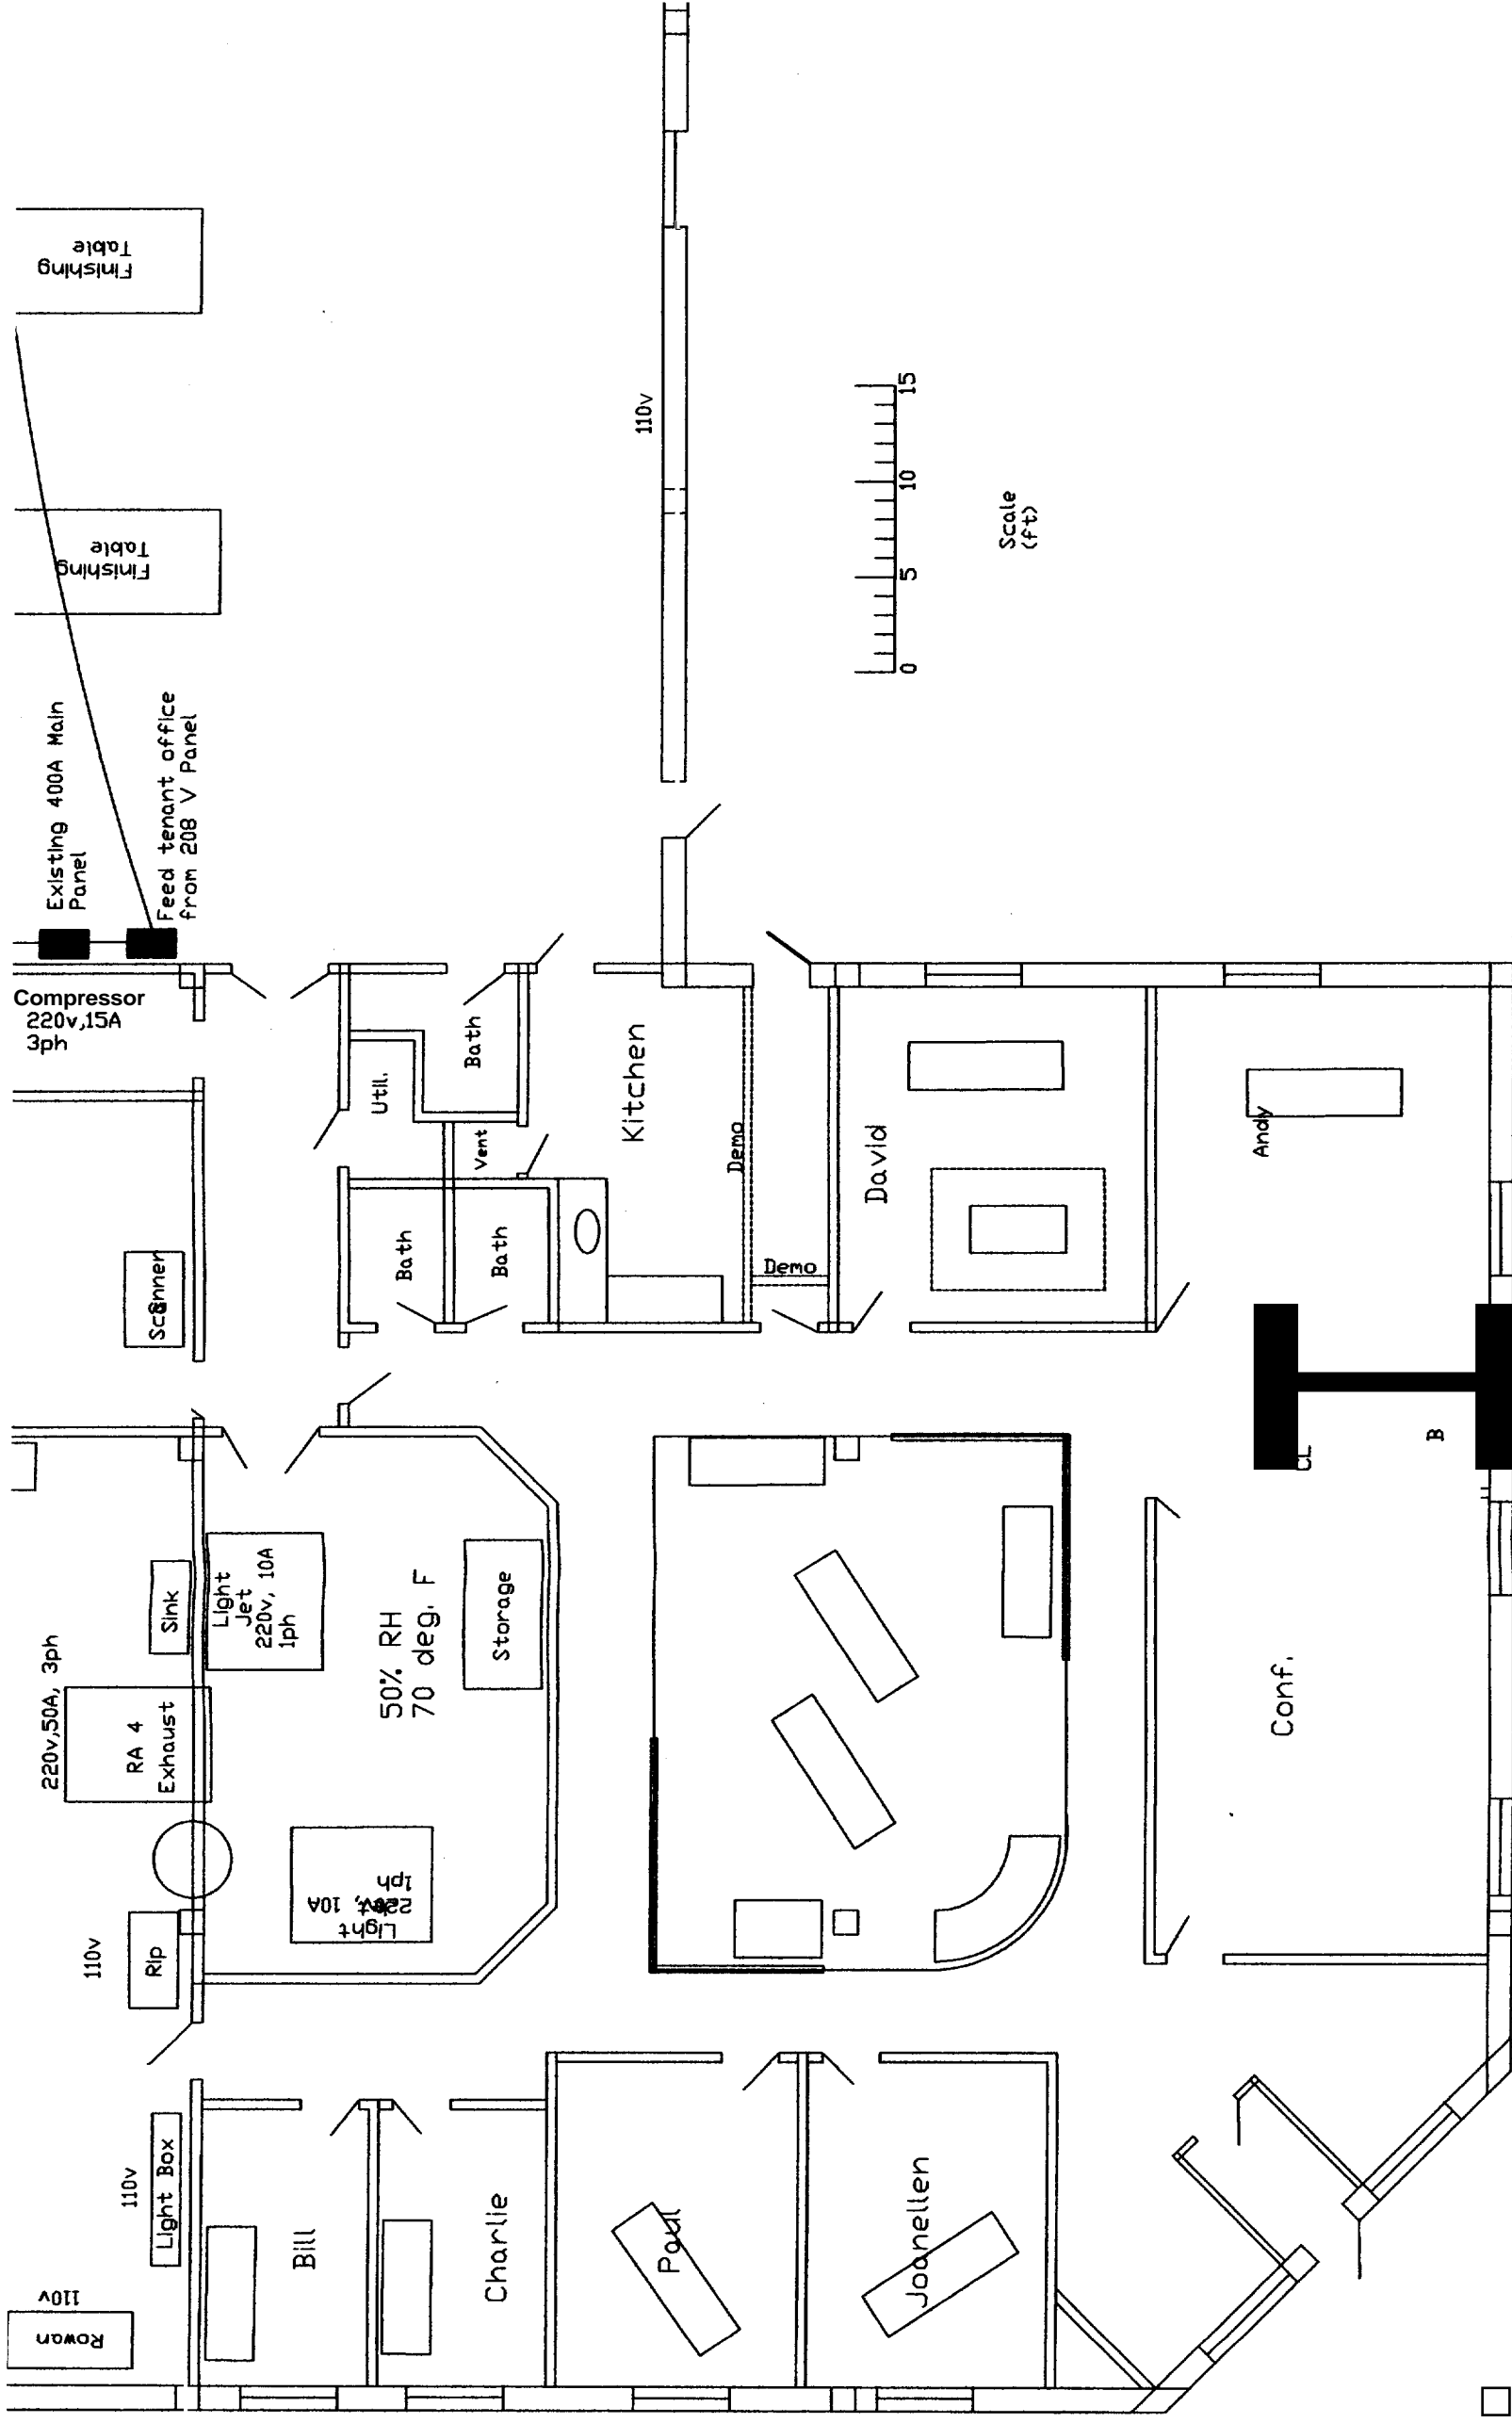 Finishing
Table
Finishing
Table
Existing 400A Main
Panel
Feed tenant office
from 208 V Panel
110v
0
5
10
15
Scale
(ft)
Compressor
220v,15A
3ph
Util.
Bath
Vent
Kitchen
Demo
Bath
Bath
Demo
David
Andy
Scanner
CL
B
Sink
Light
Jet
220v, 10A
1ph
220v,50A, 3ph
RA 4
Exhaust
50% RH
70 deg. F
Storage
Light
220v, 10A
1ph
Conf.
110v
Rip
110v
Light Box
110v
Rowan
Bill
Charlie
Paul
Joanellen